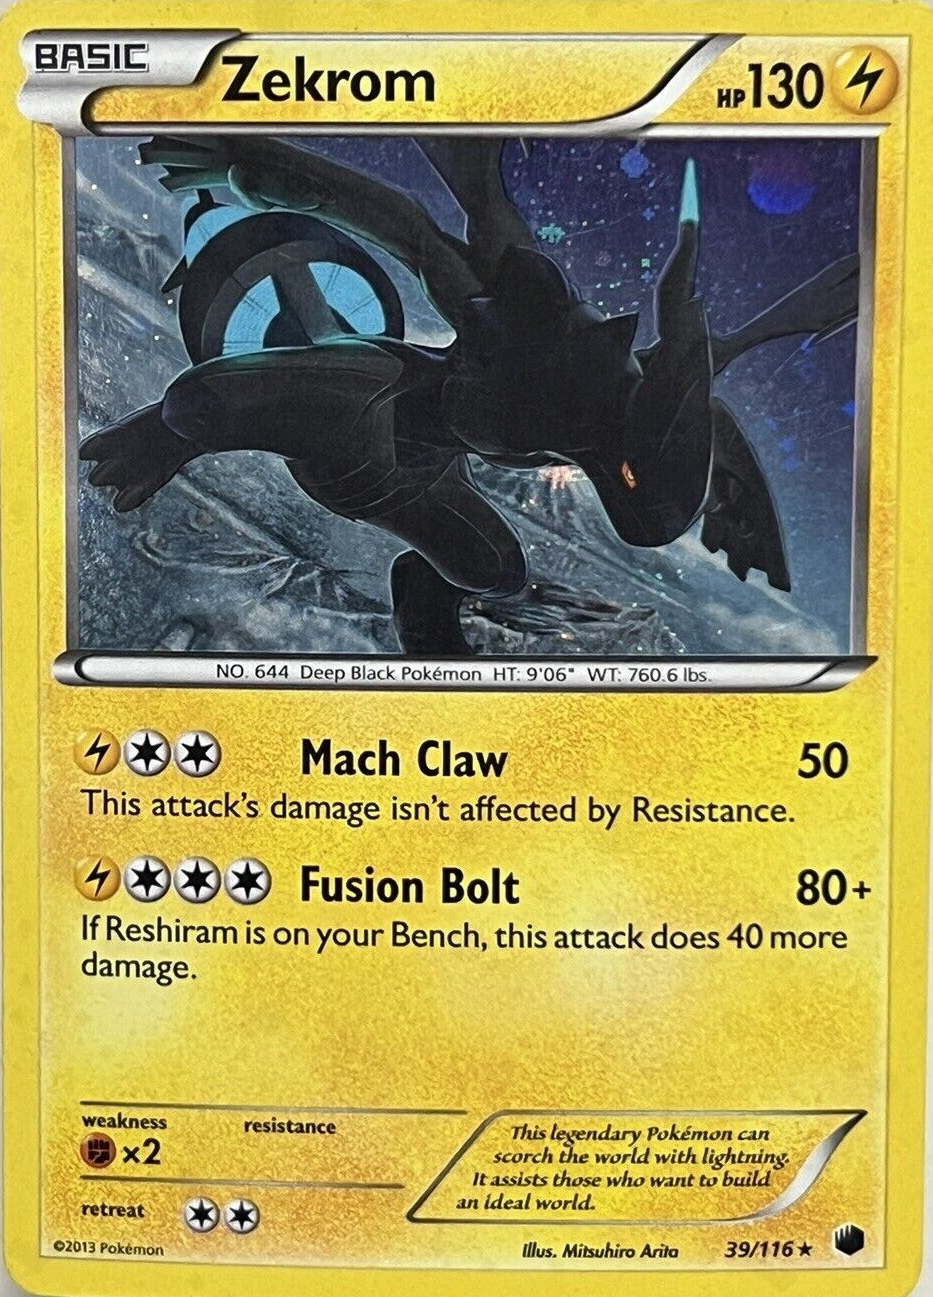 BASIC Zekrom HP130
NO. 644 Deep Black Pokémon HT: 9'06" WT: 760.6 lbs.
Mach Claw 50
This attack's damage isn't affected by Resistance.
Fusion Bolt 80+
If Reshiram is on your Bench, this attack does 40 more
damage.
weakness resistance
x2
retreat
This legendary Pokémon can
scorch the world with lightning.
It assists those who want to build
an ideal world.
©2013 Pokémon Illus. Mitsuhiro Arita 39/116★